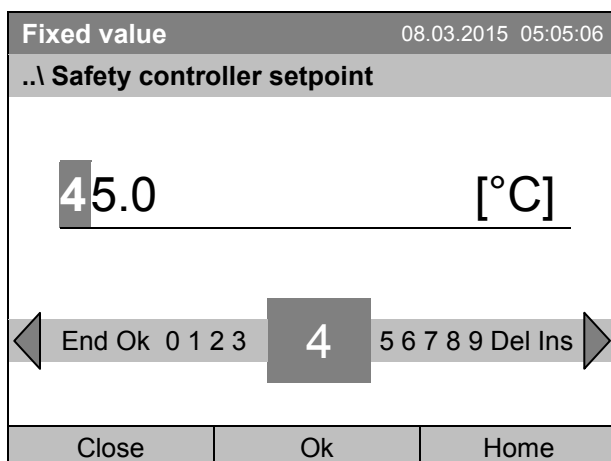 Fixed value 08.03.2015 05:05:06
..\ Safety controller setpoint
45.0 [°C]
End Ok 0 1 2 3 4 5 6 7 8 9 Del Ins
Close Ok Home